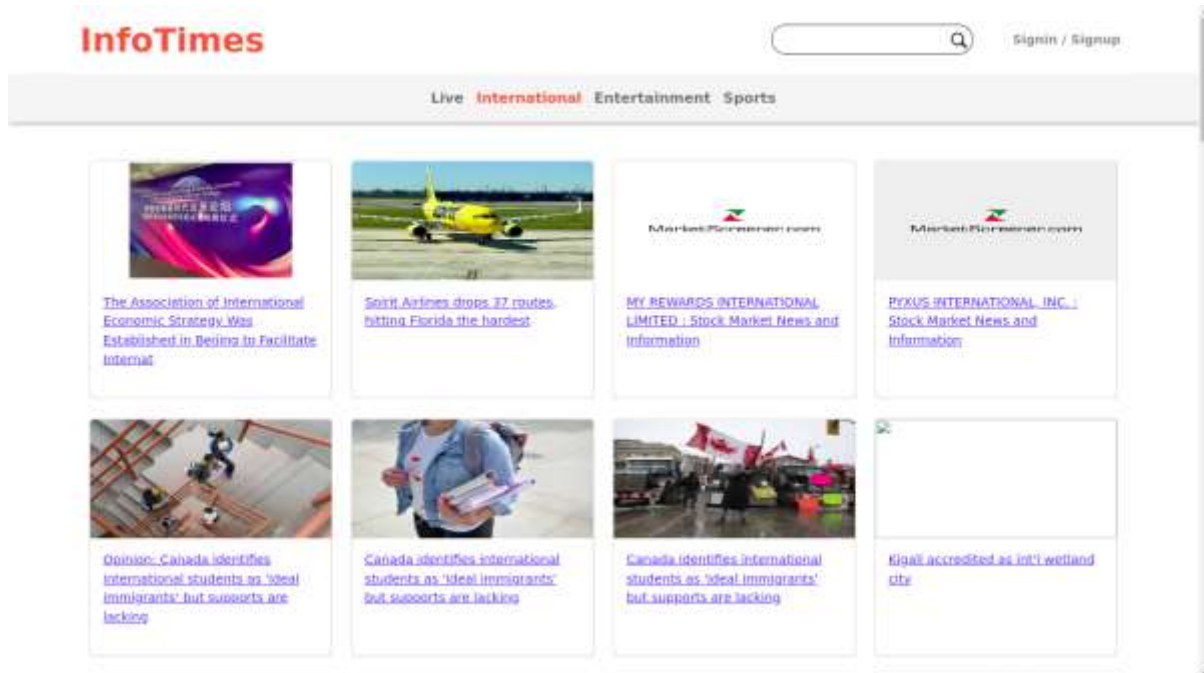 InfoTimes
Signin / Signup
Live International Entertainment Sports
MarketScreener.com
MarketScreener.com
The Association of International
Economic Strategy Was
Established in Beijing to Facilitate
Internat
Spirit Airlines drops 37 routes,
hitting Florida the hardest
MY REWARDS INTERNATIONAL
LIMITED : Stock Market News and
Information
PYXUS INTERNATIONAL, INC. :
Stock Market News and
Information
Opinion: Canada identifies
international students as 'ideal
immigrants' but supports are
lacking
Canada identifies international
students as 'ideal immigrants'
but supports are lacking
Canada identifies international
students as 'ideal immigrants'
but supports are lacking
Kigali accredited as int'l wetland
city